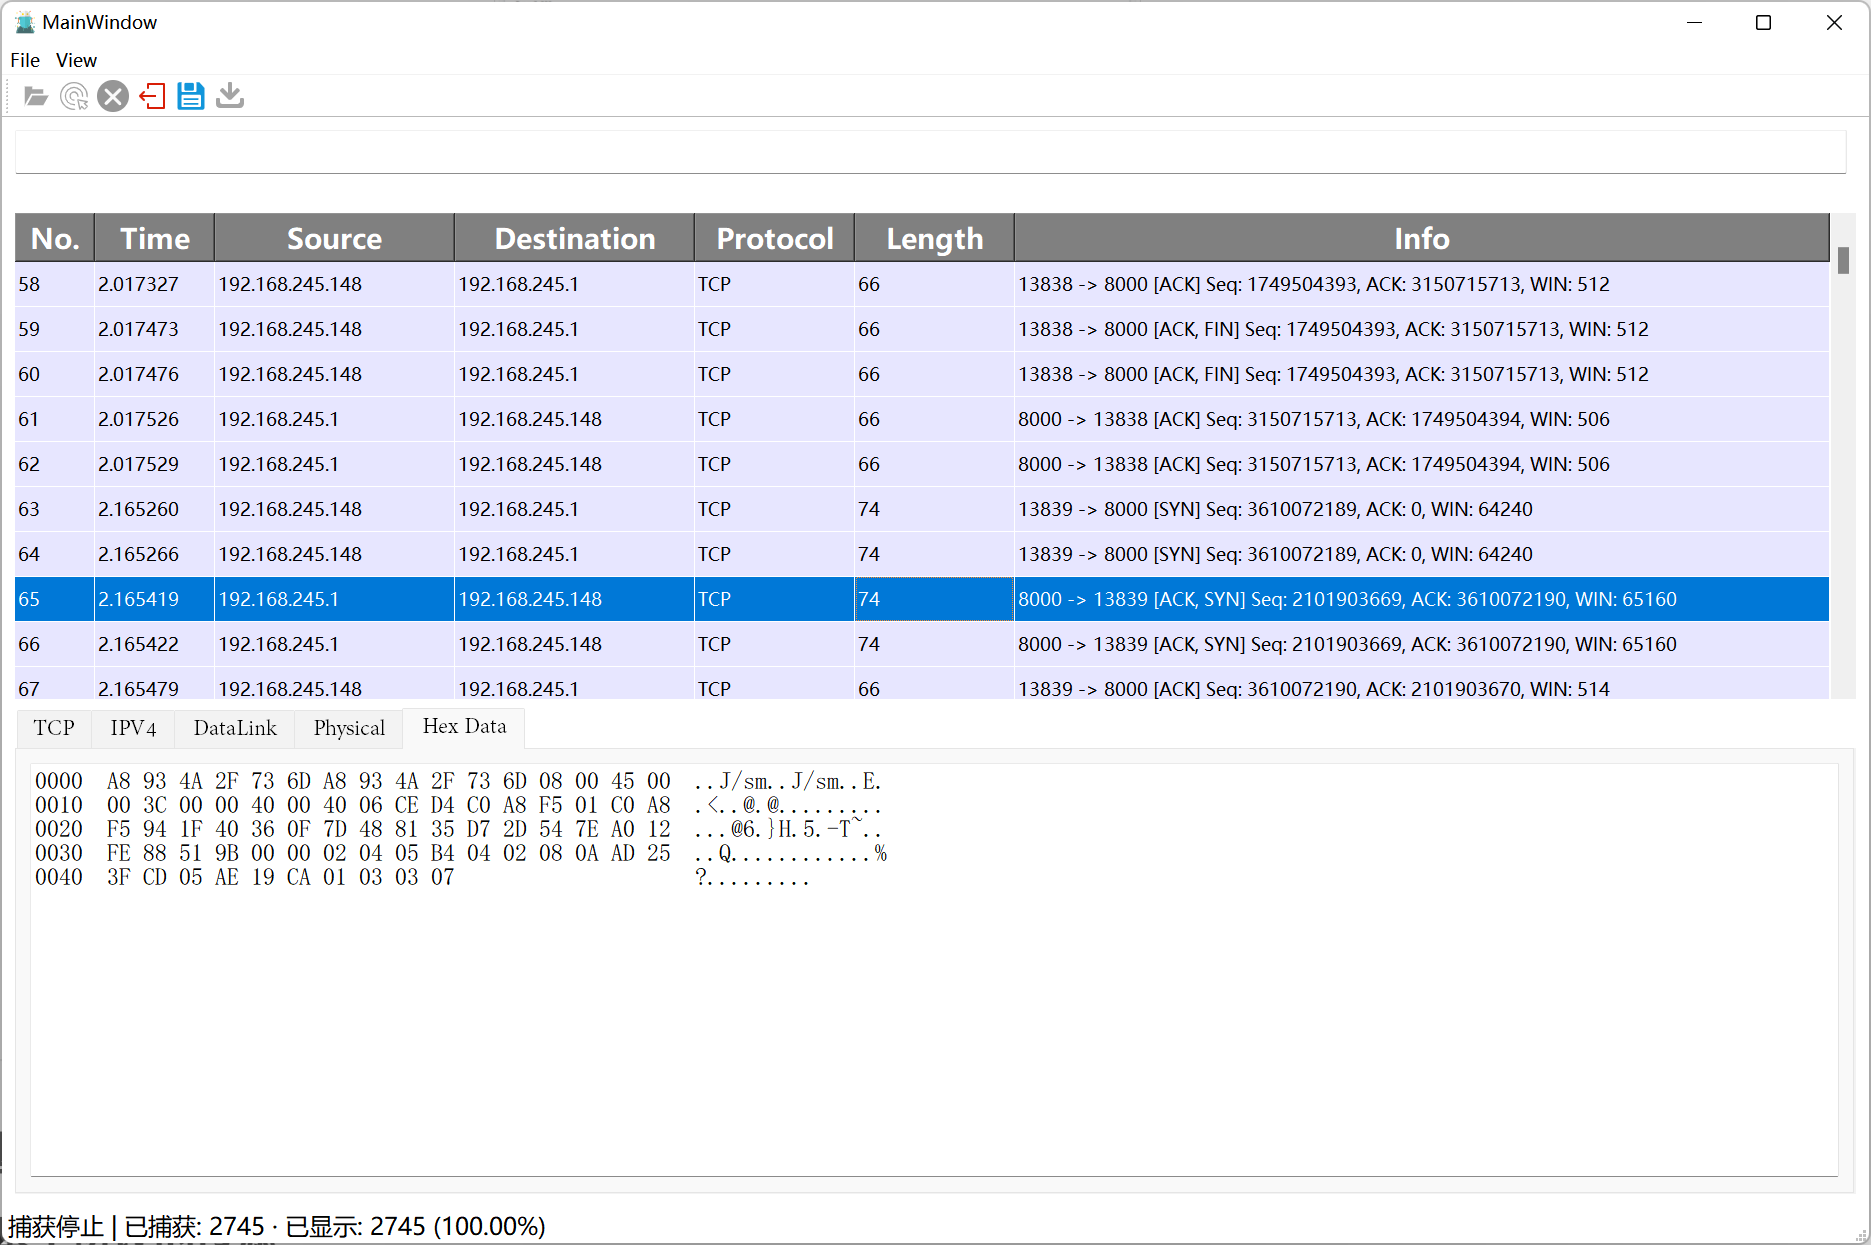 MainWindow
File View
No. Time Source Destination Protocol Length Info
58 2.017327 192.168.245.148 192.168.245.1 TCP 66 13838 -> 8000 [ACK] Seq: 1749504393, ACK: 3150715713, WIN: 512
59 2.017473 192.168.245.148 192.168.245.1 TCP 66 13838 -> 8000 [ACK, FIN] Seq: 1749504393, ACK: 3150715713, WIN: 512
60 2.017476 192.168.245.148 192.168.245.1 TCP 66 13838 -> 8000 [ACK, FIN] Seq: 1749504393, ACK: 3150715713, WIN: 512
61 2.017526 192.168.245.1 192.168.245.148 TCP 66 8000 -> 13838 [ACK] Seq: 3150715713, ACK: 1749504394, WIN: 506
62 2.017529 192.168.245.1 192.168.245.148 TCP 66 8000 -> 13838 [ACK] Seq: 3150715713, ACK: 1749504394, WIN: 506
63 2.165260 192.168.245.148 192.168.245.1 TCP 74 13839 -> 8000 [SYN] Seq: 3610072189, ACK: 0, WIN: 64240
64 2.165266 192.168.245.148 192.168.245.1 TCP 74 13839 -> 8000 [SYN] Seq: 3610072189, ACK: 0, WIN: 64240
65 2.165419 192.168.245.1 192.168.245.148 TCP 74 8000 -> 13839 [ACK, SYN] Seq: 2101903669, ACK: 3610072190, WIN: 65160
66 2.165422 192.168.245.1 192.168.245.148 TCP 74 8000 -> 13839 [ACK, SYN] Seq: 2101903669, ACK: 3610072190, WIN: 65160
67 2.165479 192.168.245.148 192.168.245.1 TCP 66 13839 -> 8000 [ACK] Seq: 3610072190, ACK: 2101903670, WIN: 514
TCP IPV4 DataLink Physical Hex Data
0000 A8 93 4A 2F 73 6D A8 93 4A 2F 73 6D 08 00 45 00 ..J/sm..J/sm..E.
0010 00 3C 00 00 40 00 40 06 CE D4 C0 A8 F5 01 C0 A8 .<..@.@.........
0020 F5 94 1F 40 36 0F 7D 48 81 35 D7 2D 54 7E A0 12 ...@6.}H.5.-T~..
0030 FE 88 51 9B 00 00 02 04 05 B4 04 02 08 0A AD 25 ..Q............%
0040 3F CD 05 AE 19 CA 01 03 03 07 ?.........
捕获停止 | 已捕获: 2745 · 已显示: 2745 (100.00%)